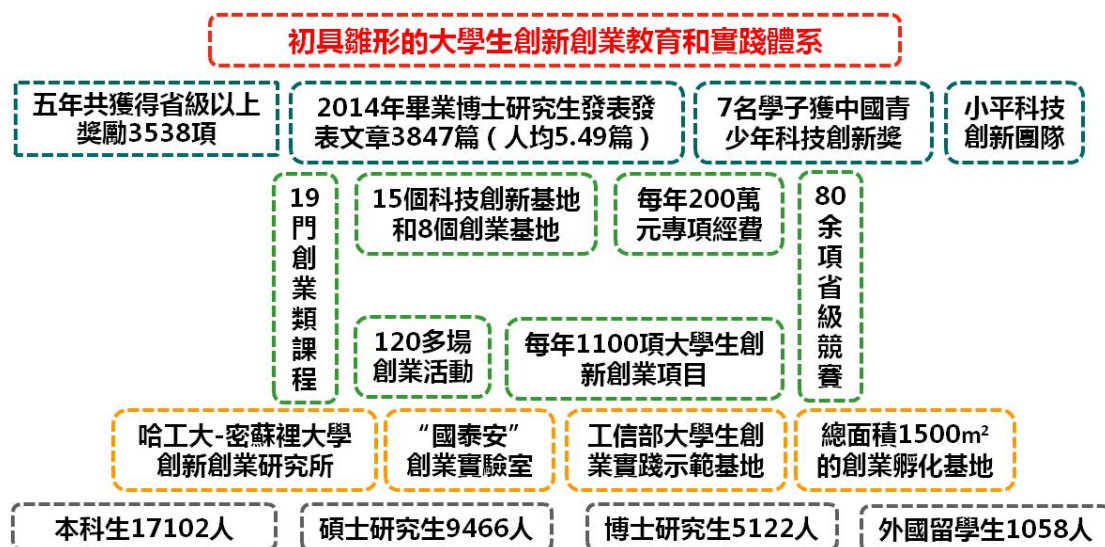 初具雛形的大學生創新創業教育和實踐體系
五年共獲得省級以上
獎勵3538項
2014年畢業博士研究生發表發
表文章3847篇（人均5.49篇）
7名學子獲中國青
少年科技創新獎
小平科技
創新團隊
19
門
創
業
類
課
程
15個科技創新基地
和8個創業基地
每年200萬
元專項經費
80
余
項
省
級
競
賽
120多場
創業活動
每年1100項大學生創
新創業項目
哈工大-密蘇裡大學
創新創業研究所
“國泰安”
創業實驗室
工信部大學生創
業實踐示範基地
總面積1500m²
的創業孵化基地
本科生17102人
碩士研究生9466人
博士研究生5122人
外國留學生1058人